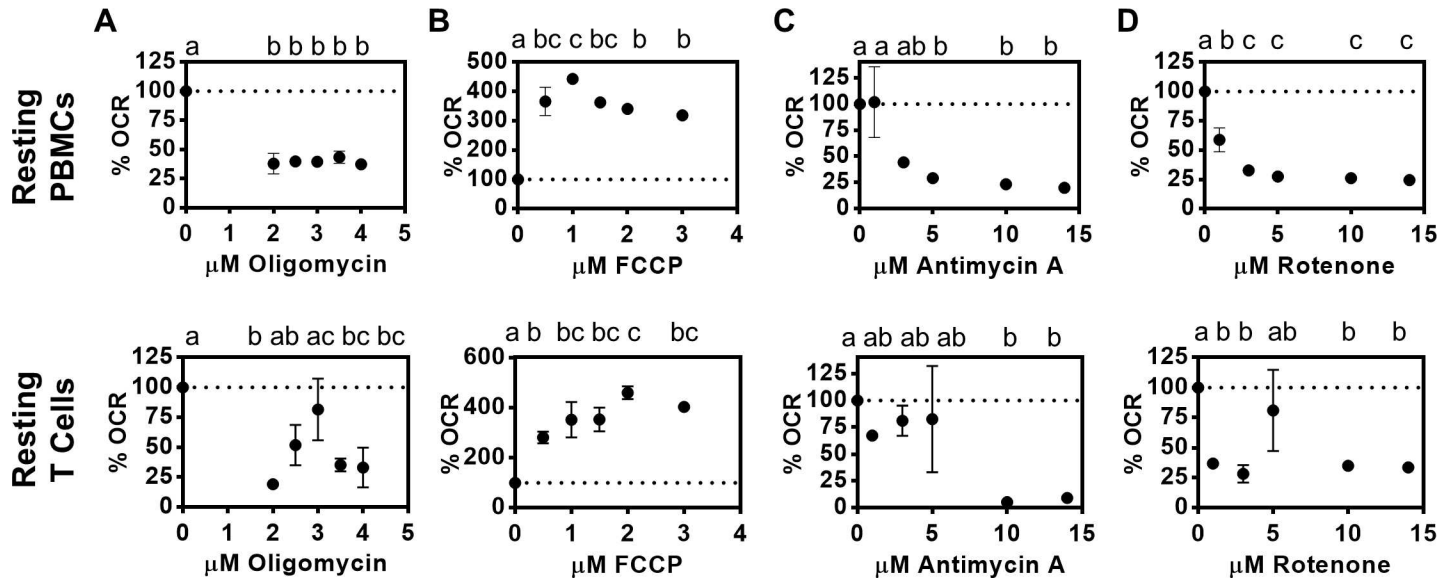 A
B
C
D
Resting
PBMCs
a b b b b b
% OCR
125
100
75
50
25
0
0 1 2 3 4 5
μM Oligomycin
a bc c bc b b
% OCR
500
400
300
200
100
0
0 1 2 3 4
μM FCCP
a a ab b b b
% OCR
125
100
75
50
25
0
0 5 10 15
μM Antimycin A
a b c c c c
% OCR
125
100
75
50
25
0
0 5 10 15
μM Rotenone
Resting
T Cells
a b ab ac bc bc
% OCR
125
100
75
50
25
0
0 1 2 3 4 5
μM Oligomycin
a b bc bc c bc
% OCR
600
400
200
0
0 1 2 3 4
μM FCCP
a ab ab ab b b
% OCR
125
100
75
50
25
0
0 5 10 15
μM Antimycin A
a b b ab b b
% OCR
125
100
75
50
25
0
0 5 10 15
μM Rotenone